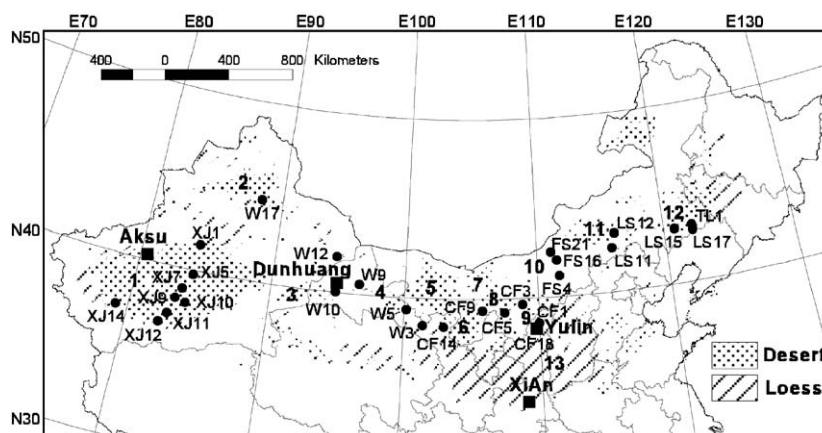 E70 E80 E90 E100 E110 E120 E130
N50
400 0 400 800 Kilometers
2
W17
12 TL1
11 LS12
N40
XJ1
Aksu
FS21
LS15 LS17
W12
10 FS16 LS11
Dunhuang
W9
7
FS4
1 XJ7 XJ5
3 4 5
8 CF3
XJ9 XJ10
W10
CF9
9 CF1
XJ14
W5
6 CF5
Yulin
XJ11
W3 CF14
CF18
XJ12
13
Desert
XiAn
Loess
N30